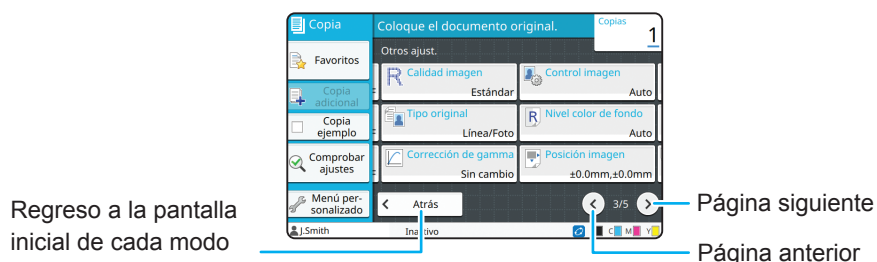 Copia
Coloque el documento original.
Copias
1
Otros ajust.
Favoritos
Calidad imagen
Estándar
Control imagen
Auto
Copia
adicional
Tipo original
Línea/Foto
Nivel color de fondo
Auto
Copia
ejemplo
Comprobar
ajustes
Corrección de gamma
Sin cambio
Posición imagen
±0.0mm,±0.0mm
Menú per-
sonalizado
Atrás
3/5
J.Smith
C M Y
Regreso a la pantalla
inicial de cada modo
Página siguiente
Página anterior